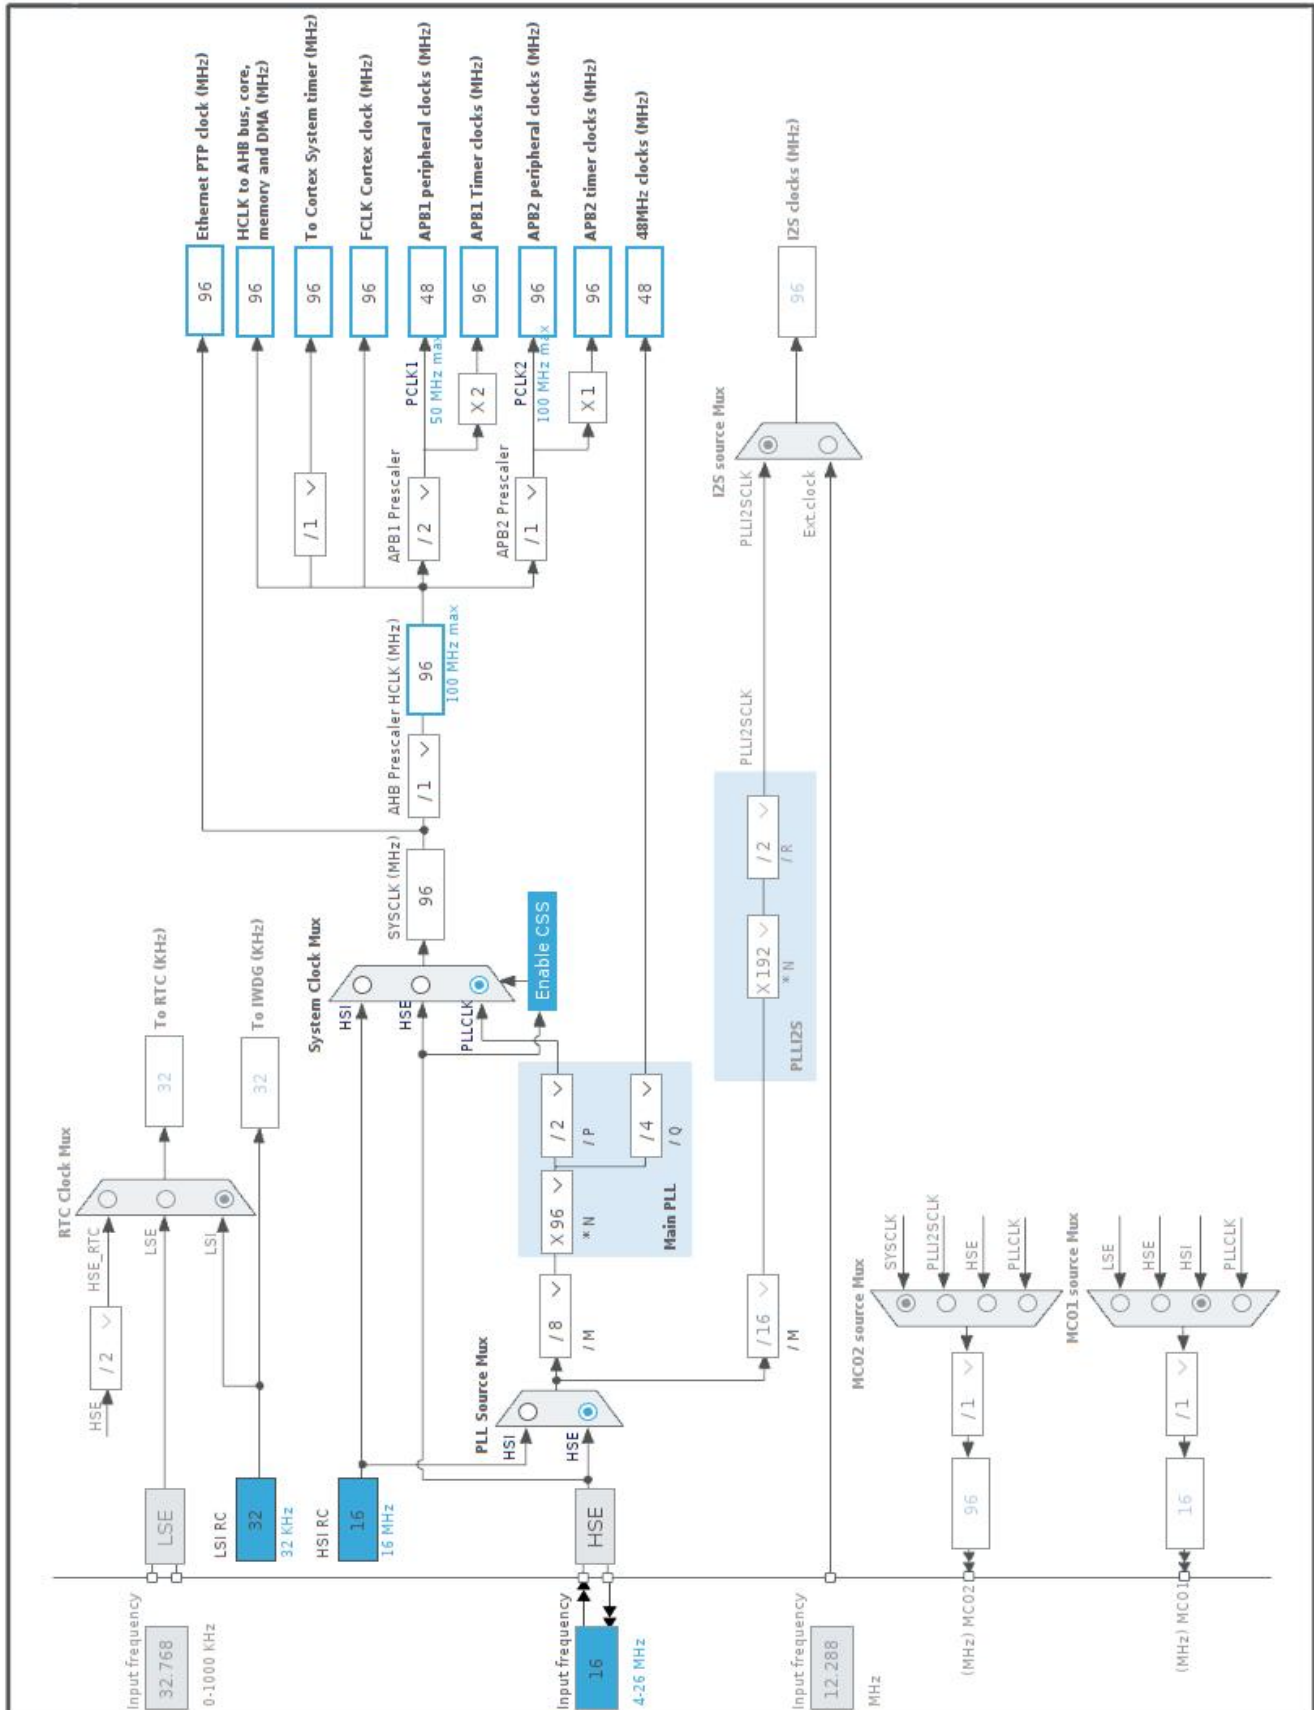 Input frequency
32.768
0-1000 KHz
LSE
LSI RC
32
32 KHz
HSI RC
16
16 MHz
Input frequency
16
4-26 MHz
HSE
Input frequency
12.288
MHz
HSE
/ 2
HSE_RTC
LSE
LSI
RTC Clock Mux
32
To RTC (KHz)
32
To IWDG (KHz)
PLL Source Mux
HSI
HSE
/ 8
/ M
X 96
* N
/ 2
/ P
/ 4
/ Q
Main PLL
System Clock Mux
HSI
HSE
PLLCLK
Enable CSS
SYSCLK (MHz)
96
AHB Prescaler
/ 1
HCLK (MHz)
96
100 MHz max
/ 1
APB1 Prescaler
/ 2
PCLK1
50 MHz max
X 2
APB2 Prescaler
/ 1
PCLK2
100 MHz max
X 1
96
Ethernet PTP clock (MHz)
96
HCLK to AHB bus, core,
memory and DMA (MHz)
96
To Cortex System timer (MHz)
96
FCLK Cortex clock (MHz)
48
APB1 peripheral clocks (MHz)
96
APB1 Timer clocks (MHz)
96
APB2 peripheral clocks (MHz)
96
APB2 timer clocks (MHz)
48
48MHz clocks (MHz)
/ 16
/ M
X 192
* N
/ 2
/ R
PLLI2S
PLLI2SCLK
PLLI2SCLK
Ext.clock
I2S source Mux
96
I2S clocks (MHz)
MCO2 source Mux
SYSCLK
PLLI2SCLK
HSE
PLLCLK
/ 1
96
(MHz) MCO2
MCO1 source Mux
LSE
HSE
HSI
PLLCLK
/ 1
16
(MHz) MCO1